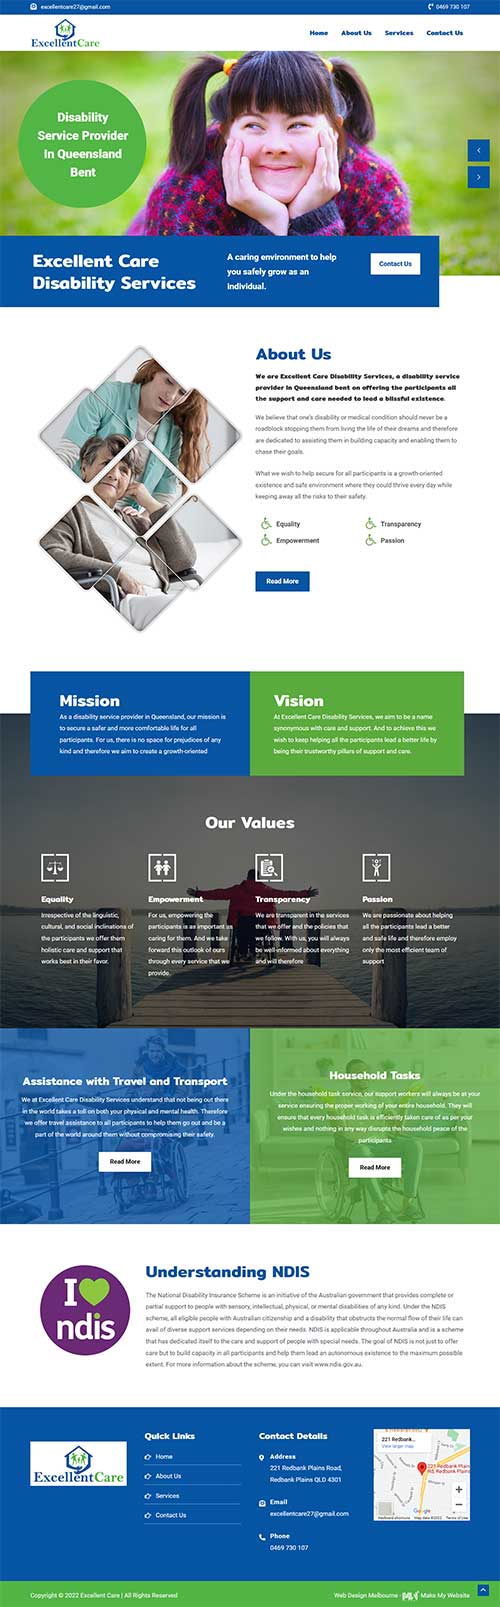 excellentcare27@gmail.com
0469 730 107
ExcellentCare
Home
About Us
Services
Contact Us
Disability
Service Provider
In Queensland
Bent
Excellent Care
Disability Services
A caring environment to help
you safely grow as an
individual.
Contact Us
About Us
We are Excellent Care Disability Services, a disability service
provider in Queensland bent on offering the participants all
the support and care needed to lead a blissful existence.
We believe that one's disability or medical condition should never be a
roadblock stopping them from living the life of their dreams and therefore
are dedicated to assisting them in building capacity and enabling them to
chase their goals.
What we wish to help secure for all participants is a growth-oriented
existence and safe environment where they could thrive every day while
keeping away all the risks to their safety.
Equality
Transparency
Empowerment
Passion
Read More
Mission
As a disability service provider in Queensland, our mission is
to secure a safer and more comfortable life for all
participants. For us, there is no space for prejudices of any
kind and therefore we aim to create a growth-oriented
Vision
At Excellent Care Disability Services, we aim to be a name
synonymous with care and support. And to achieve this we
wish to keep helping all the participants lead a better life by
being their trustworthy pillars of support and care.
Our Values
Equality
Irrespective of the linguistic,
cultural, and social inclinations of
the participants we offer them
holistic care and support that
works best in their favor.
Empowerment
For us, empowering the
participants is as important as
caring for them. And we take
forward this outlook of ours
through every service that we
provide.
Transparency
We are transparent in the services
that we offer and the policies that
we follow. With us, you will always
be well-informed about everything
and will therefore
Passion
We are passionate about helping
all the participants lead a better
and safe life and therefore employ
only the most efficient team of
support
Assistance with Travel and Transport
We at Excellent Care Disability Services understand that not being out there
in the world takes a toll on both your physical and mental health. Therefore
we offer travel assistance to all participants to help them go out and be a
part of the world around them without compromising their safety.
Read More
Household Tasks
Under the household task service, our support workers will always be at your
service ensuring the proper working of your entire household. They will
ensure that every household task is efficiently taken care of as per your
wishes and nothing in any way disrupts the household peace of the
participants
Read More
I
ndis
Understanding NDIS
The National Disability Insurance Scheme is an initiative of the Australian government that provides complete or
partial support to people with sensory, intellectual, physical, or mental disabilities of any kind. Under the NDIS
scheme, all eligible people with Australian citizenship and a disability that obstructs the normal flow of their life can
avail of diverse support services depending on their needs. NDIS is applicable throughout Australia and is a scheme
that has dedicated itself to the care and support of people with special needs. The goal of NDIS is not just to offer
care but to build capacity in all participants and help them lead an autonomous existence to the maximum possible
extent. For more information about the scheme, you can visit www.ndis.gov.au.
ExcellentCare
Quick Links
Home
About Us
Services
Contact Us
Contact Details
Address
221 Redbank Plains Road,
Redbank Plains QLD 4301
Email
excellentcare27@gmail.com
Phone
0469 730 107
221 Redbank...
View larger map
221 Redbank Plains
Rd, Redbank Plains
Google
Keyboard shortcuts
Map data ©2022
Terms of Use
Copyright © 2022 Excellent Care | All Rights Reserved
Web Design Melbourne -
Make My Website